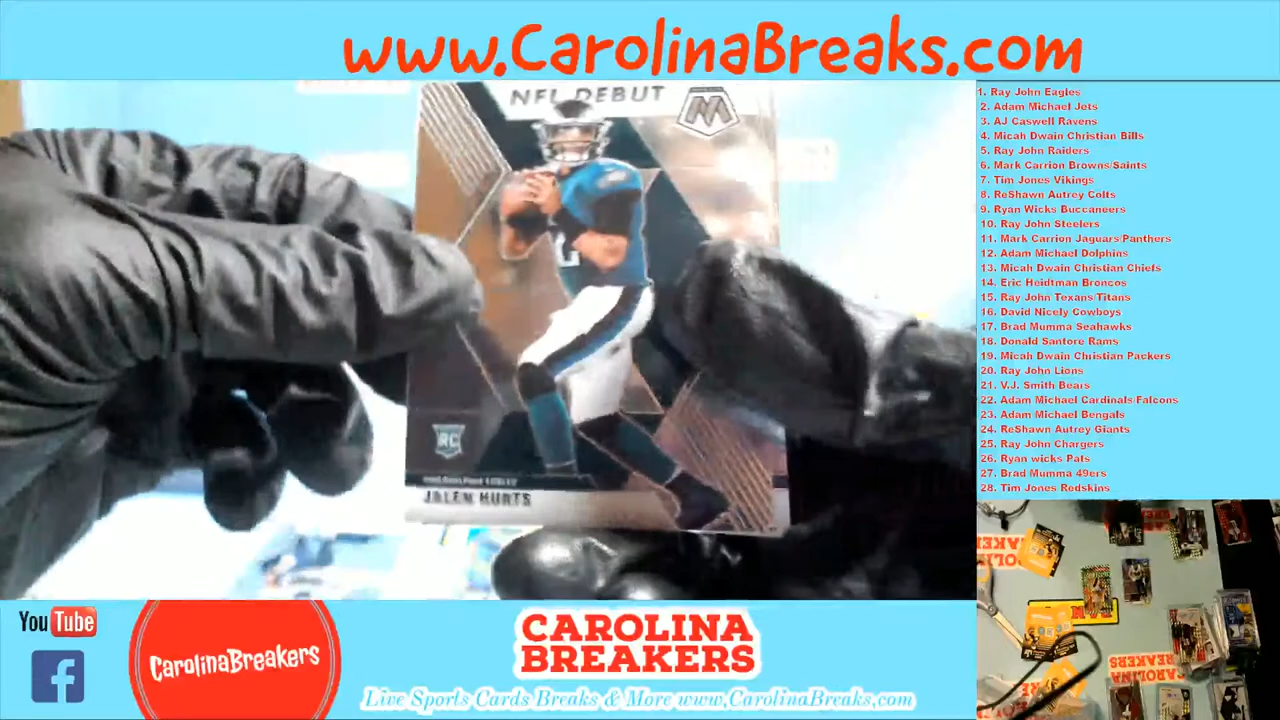 www.CarolinaBreaks.com
NFL DEBUT
M
RC
JALEN HURTS
1. Ray John Eagles
2. Adam Michael Jets
3. AJ Caswell Ravens
4. Micah Dwain Christian Bills
5. Ray John Raiders
6. Mark Carrion Browns/Saints
7. Tim Jones Vikings
8. ReShawn Autrey Colts
9. Ryan Wicks Buccaneers
10. Ray John Steelers
11. Mark Carrion Jaguars/Panthers
12. Adam Michael Dolphins
13. Micah Dwain Christian Chiefs
14. Eric Heidtman Broncos
15. Ray John Texans/Titans
16. David Nicely Cowboys
17. Brad Mumma Seahawks
18. Donald Santore Rams
19. Micah Dwain Christian Packers
20. Ray John Lions
21. V.J. Smith Bears
22. Adam Michael Cardinals/Falcons
23. Adam Michael Bengals
24. ReShawn Autrey Giants
25. Ray John Chargers
26. Ryan wicks Pats
27. Brad Mumma 49ers
28. Tim Jones Redskins
YouTube
f
CarolinaBreakers
CAROLINA
BREAKERS
Live Sports Cards Breaks & More www.CarolinaBreaks.com